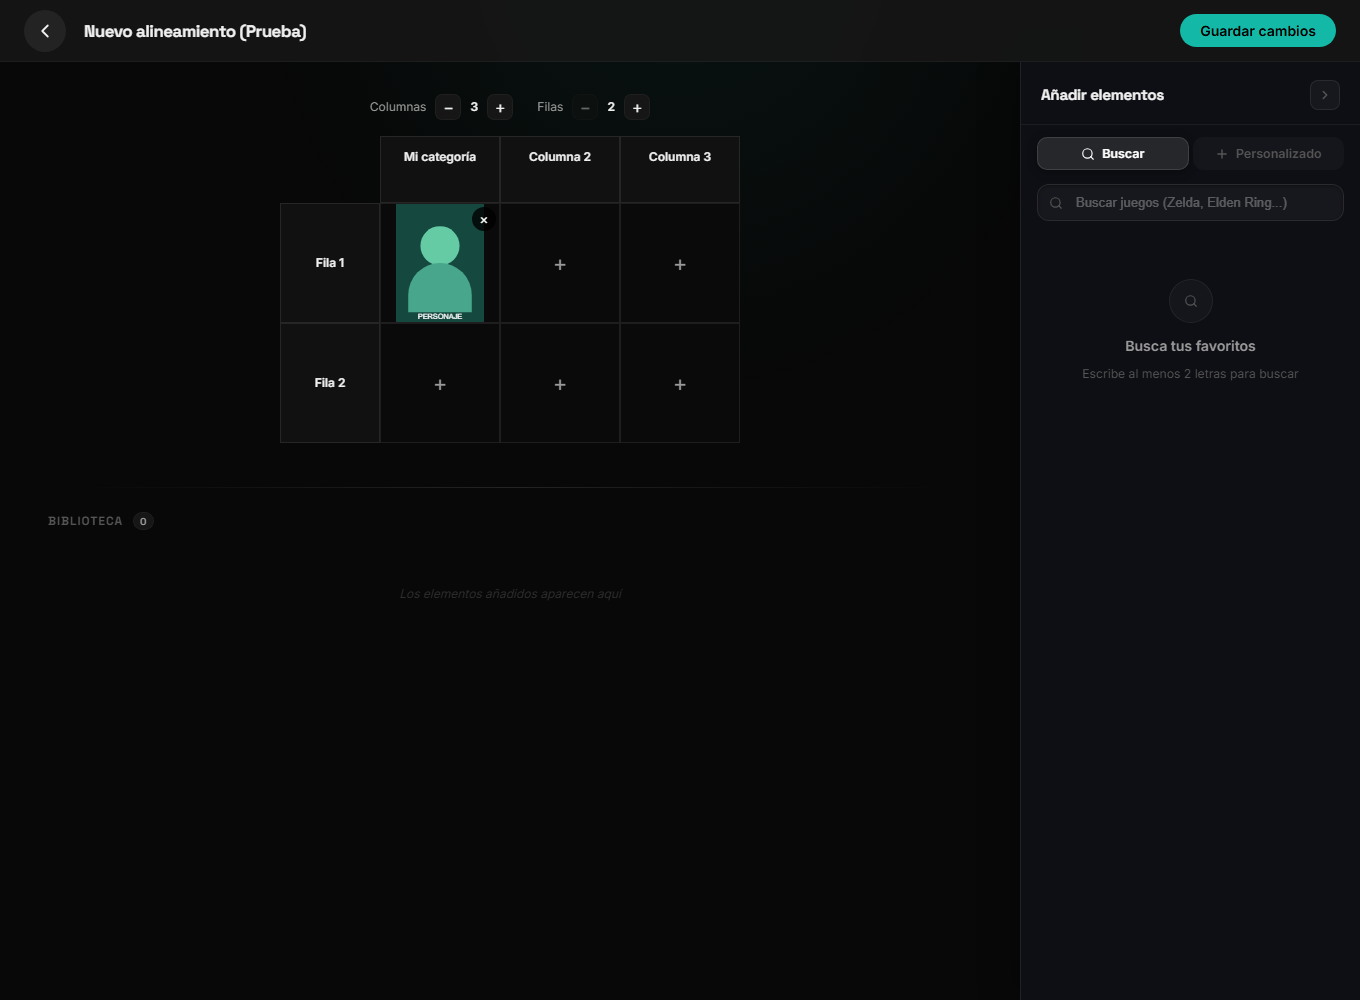 Nuevo alineamiento (Prueba)
Guardar cambios
Columnas − 3 + Filas − 2 +
Mi categoría Columna 2 Columna 3
Fila 1 × + +
PERSONAJE
Fila 2 + + +
BIBLIOTECA 0
Los elementos añadidos aparecen aquí
Añadir elementos
Buscar + Personalizado
Buscar juegos (Zelda, Elden Ring...)
Busca tus favoritos
Escribe al menos 2 letras para buscar